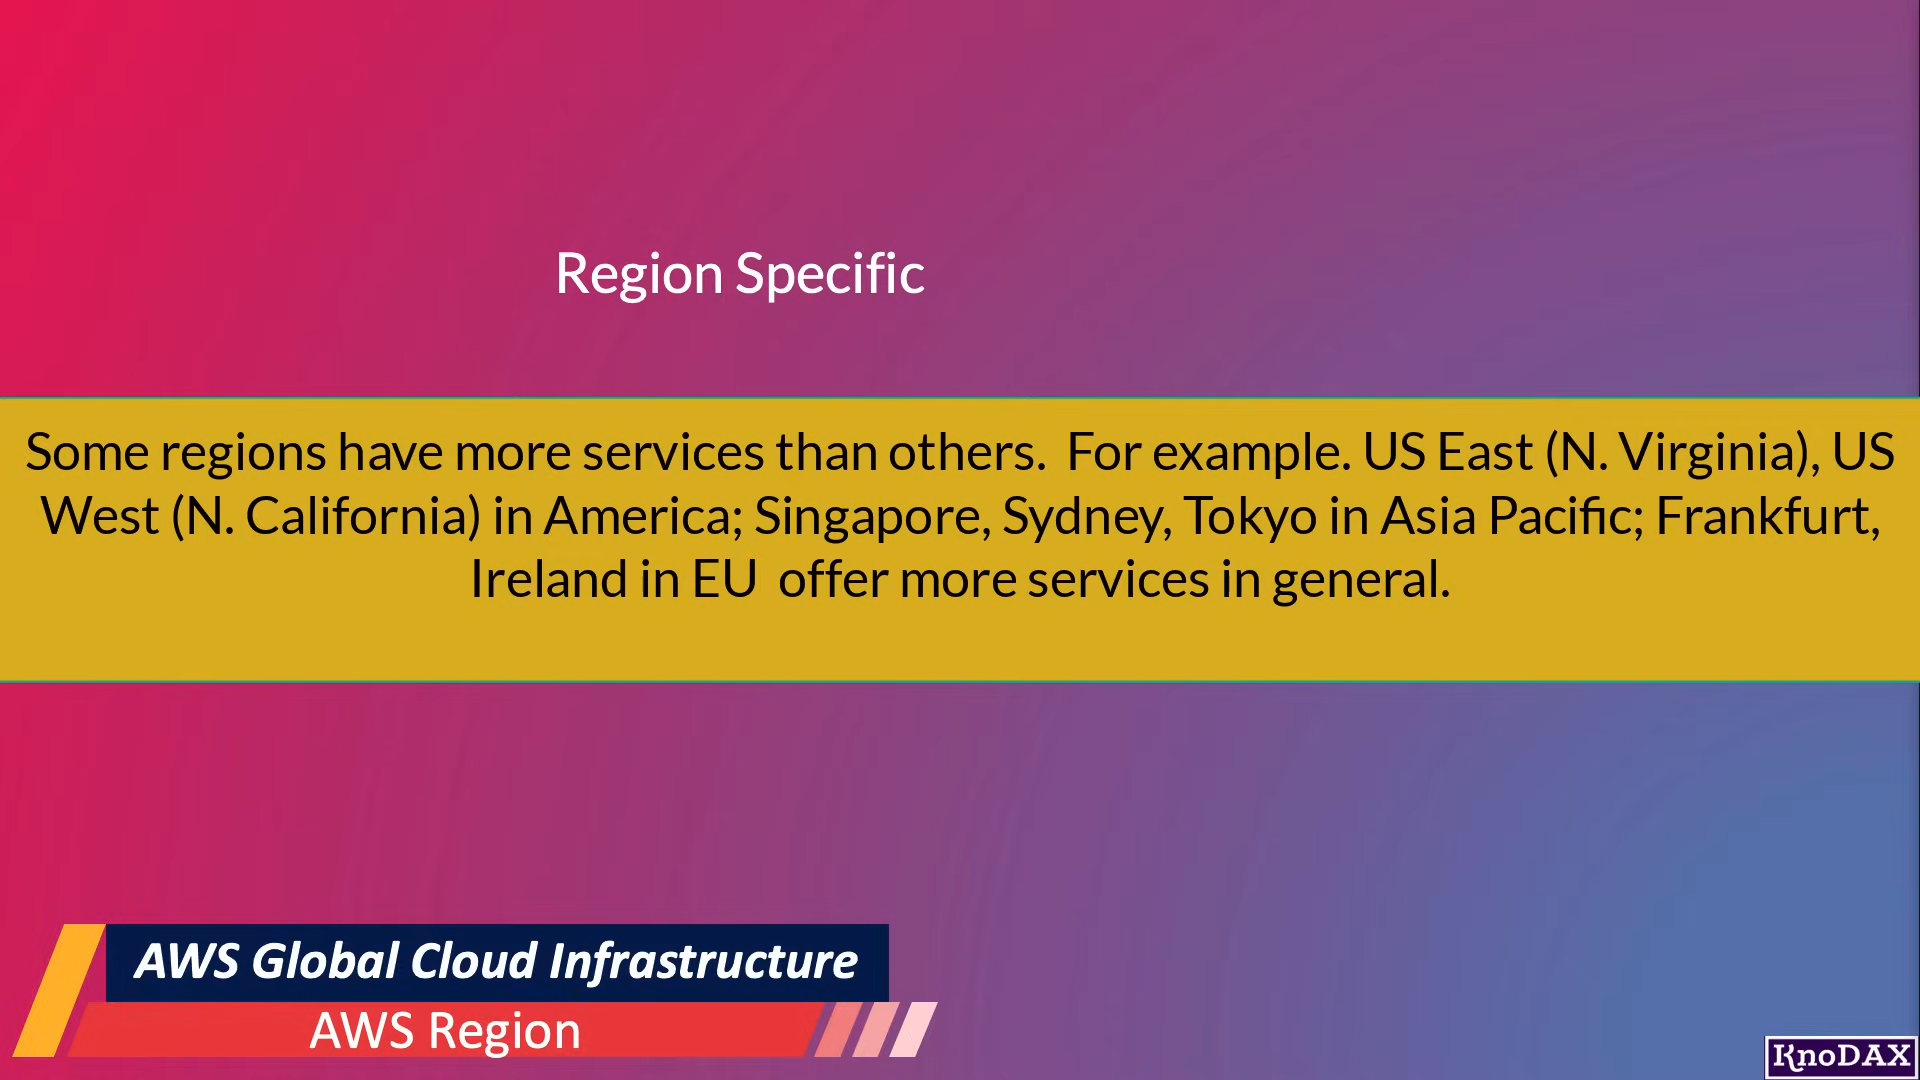 Region Specific
Some regions have more services than others.  For example. US East (N. Virginia), US
West (N. California) in America; Singapore, Sydney, Tokyo in Asia Pacific; Frankfurt,
Ireland in EU  offer more services in general.
AWS Global Cloud Infrastructure
AWS Region
KnoDAX